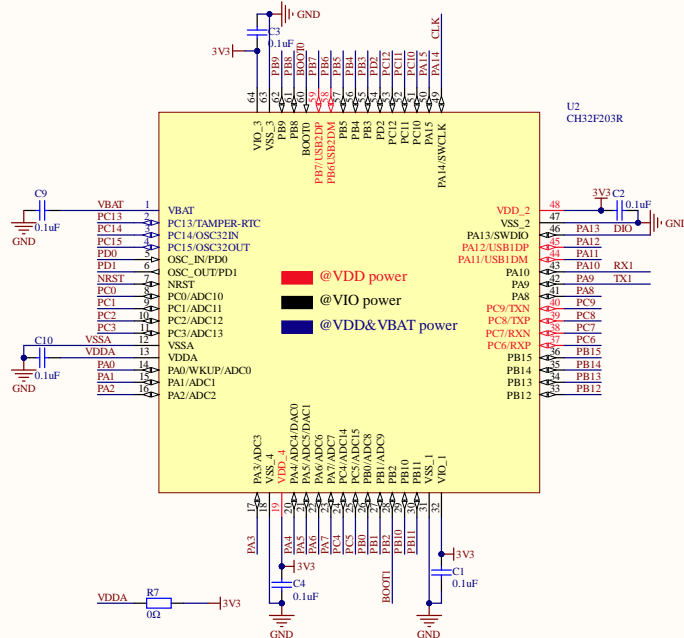 GND
C3
0.1uF
3V3
PB9
PB8
BOOT0
PB7
PB6
PB5
PB4
PB3
PD2
PC12
PC11
PC10
PA15
PA14
CLK
64
63
62
61
60
59
58
57
56
55
54
53
52
51
50
49
VIO_3
VSS_3
PB9
PB8
BOOT0
PB7/USB2DP
PB6USB2DM
PB5
PB4
PB3
PD2
PC12
PC11
PC10
PA15
PA14/SWCLK
U2
CH32F203R
C9
0.1uF
GND
VBAT 1 VBAT
PC13 2 PC13/TAMPER-RTC
PC14 3 PC14/OSC32IN
PC15 4 PC15/OSC32OUT
PD0 5 OSC_IN/PD0
PD1 6 OSC_OUT/PD1
NRST 7 NRST
PC0 8 PC0/ADC10
PC1 9 PC1/ADC11
PC2 10 PC2/ADC12
PC3 11 PC3/ADC13
VSSA 12 VSSA
VDDA 13 VDDA
PA0 14 PA0/WKUP/ADC0
PA1 15 PA1/ADC1
PA2 16 PA2/ADC2
C10
0.1uF
GND
@VDD power
@VIO power
@VDD&VBAT power
3V3
C2
0.1uF
GND
VDD_2 48
VSS_2 47
PA13/SWDIO 46 PA13 DIO
PA12/USB1DP 45 PA12
PA11/USB1DM 44 PA11
PA10 43 PA10 RX1
PA9 42 PA9 TX1
PA8 41 PA8
PC9/TXN 40 PC9
PC8/TXP 39 PC8
PC7/RXN 38 PC7
PC6/RXP 37 PC6
PB15 36 PB15
PB14 35 PB14
PB13 34 PB13
PB12 33 PB12
PA3/ADC3
VSS_4
VDD_4
PA4/ADC4/DAC0
PA5/ADC5/DAC1
PA6/ADC6
PA7/ADC7
PC4/ADC14
PC5/ADC15
PB0/ADC8
PB1/ADC9
PB2
PB10
PB11
VSS_1
VIO_1
17
18
19
20
21
22
23
24
25
26
27
28
29
30
31
32
PA3
PA4
PA5
PA6
PA7
PC4
PC5
PB0
PB1
PB2
PB10
PB11
BOOT1
3V3
C4
0.1uF
GND
3V3
C1
0.1uF
GND
VDDA R7 3V3
0Ω